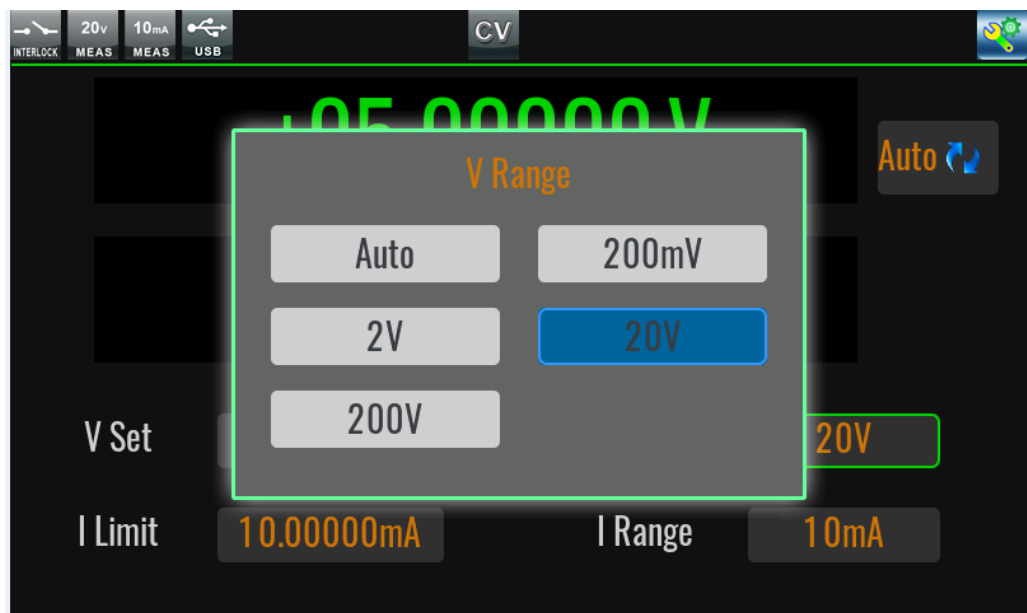 20v 10mA CV
INTERLOCK MEAS MEAS USB
V
Auto
V Range
Auto 200mV
2V 20V
200V
V Set 20V
I Limit 10.00000mA I Range 10mA